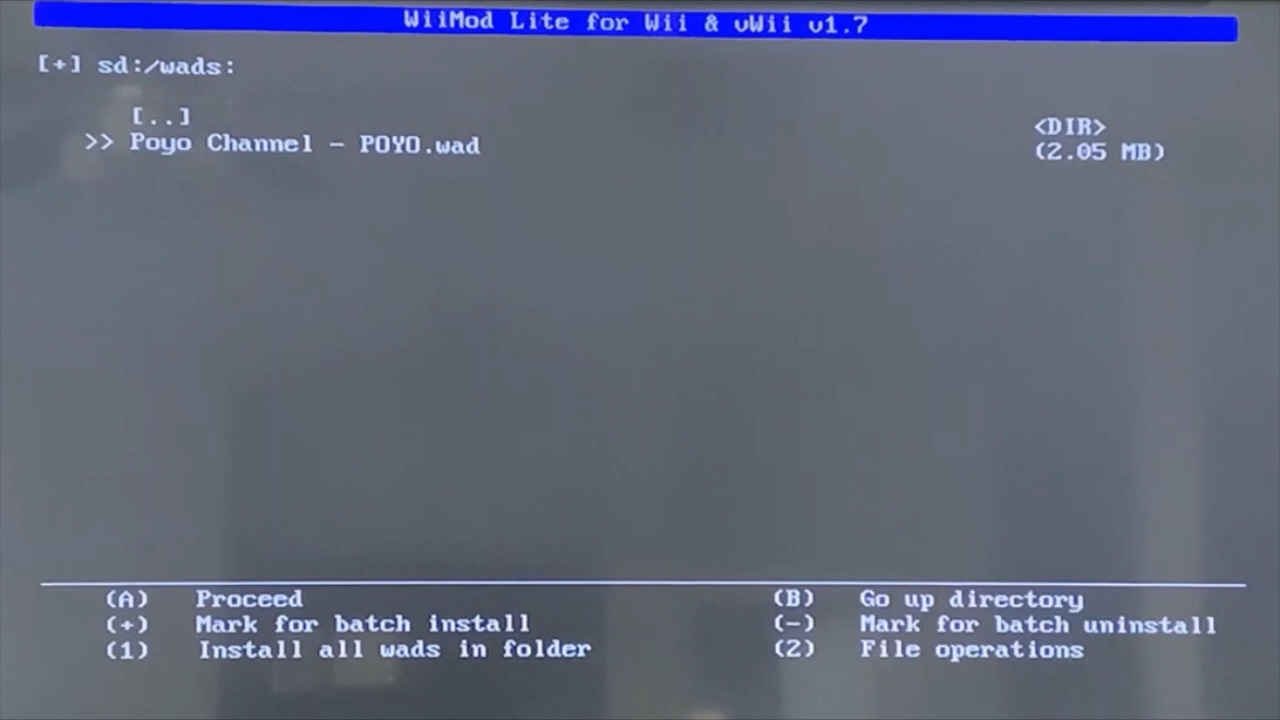 WiiMod Lite for Wii & vWii v1.7
[+] sd:/wads:
[..] <DIR>
>> Poyo Channel - POYO.wad (2.05 MB)
(A) Proceed (B) Go up directory
(+) Mark for batch install (-) Mark for batch uninstall
(1) Install all wads in folder (2) File operations